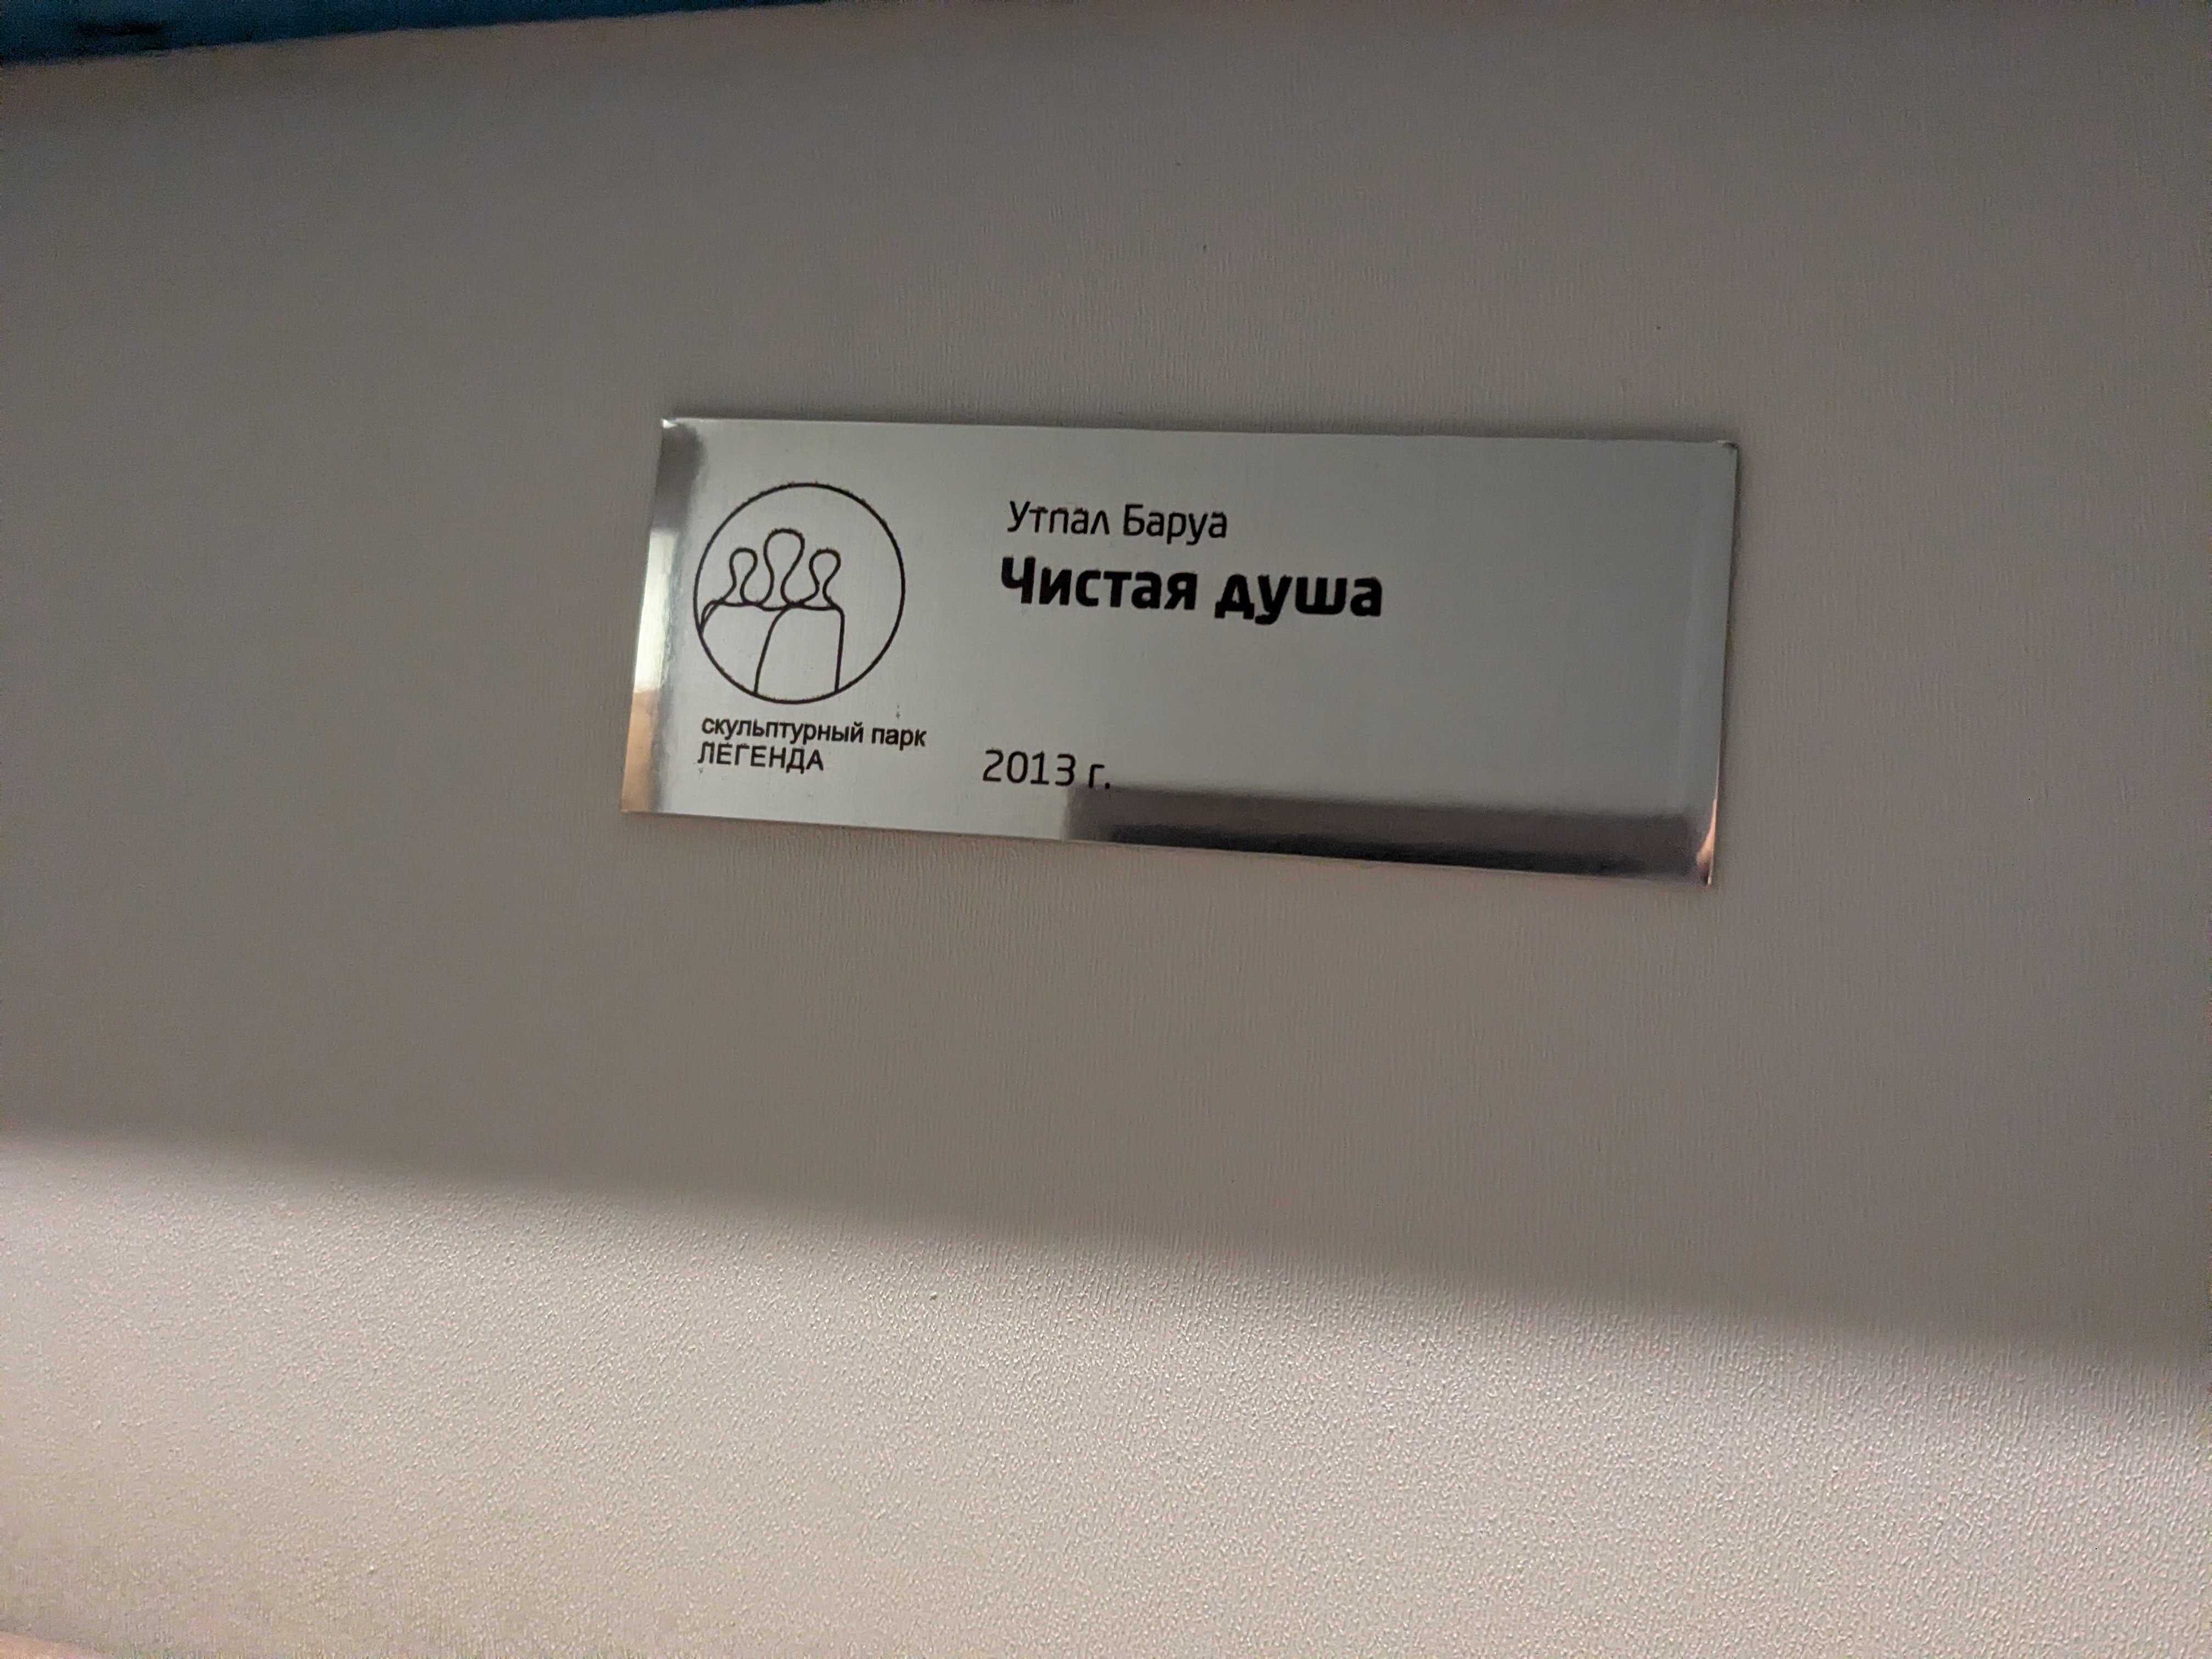 Утпал Баруа
Чистая душа
2013 г.
скульптурный парк
ЛЕГЕНДА